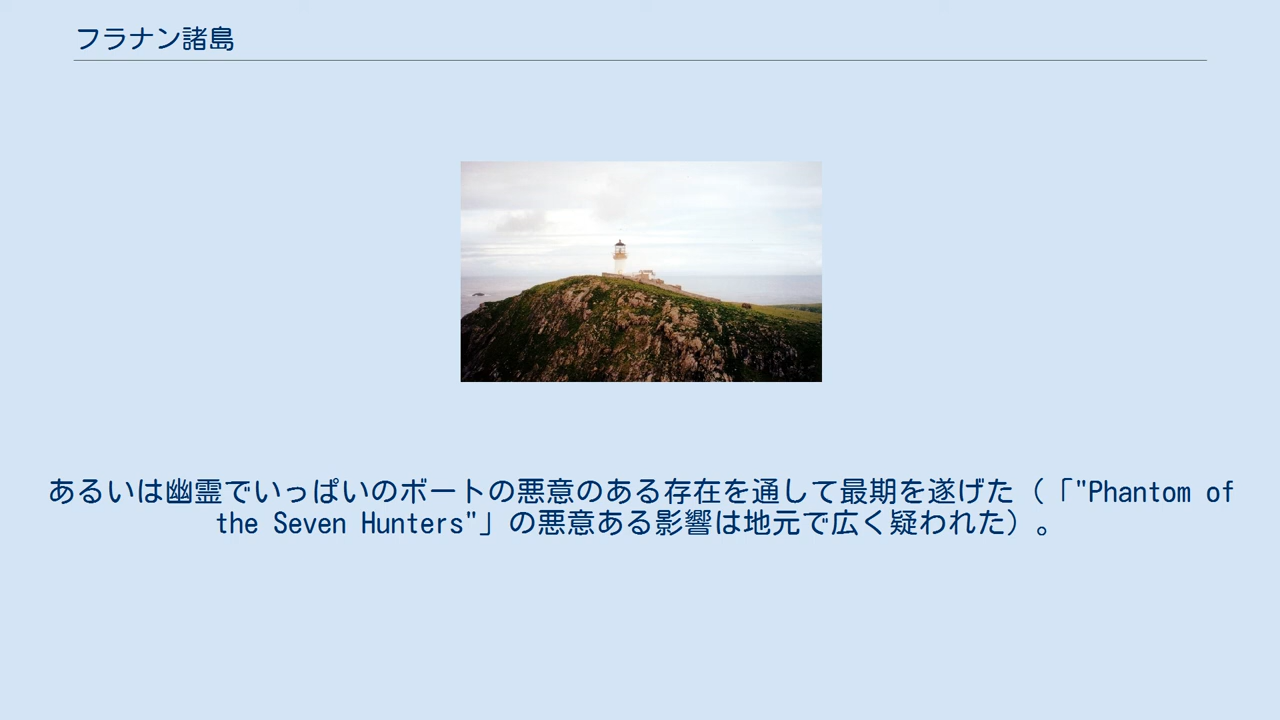 フラナン諸島
あるいは幽霊でいっぱいのボートの悪意のある存在を通して最期を遂げた（「"Phantom of
the Seven Hunters"」の悪意ある影響は地元で広く疑われた）。